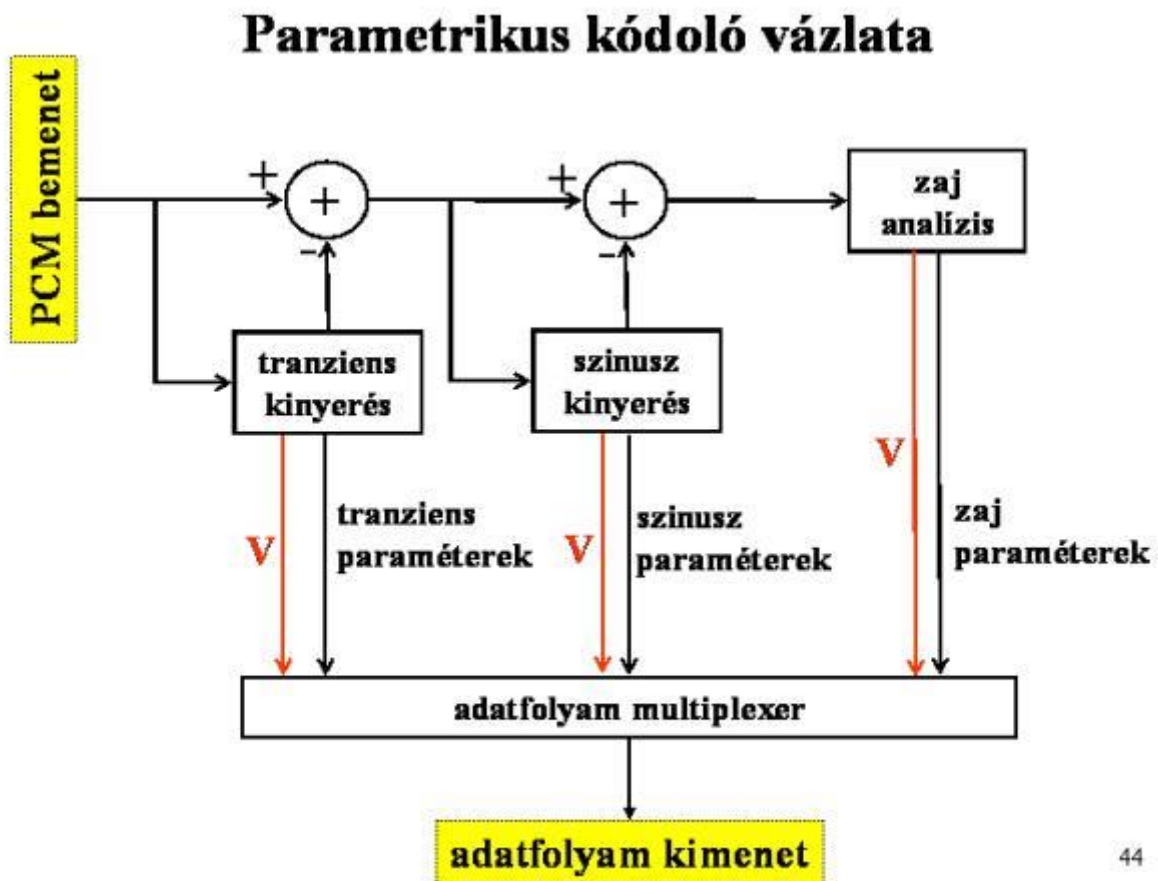 Parametrikus kódoló vázlata
PCM bemenet
+
+
-
+
+
-
zaj
analízis
tranziens
kinyerés
szinusz
kinyerés
V
tranziens
paraméterek
V
szinusz
paraméterek
V
zaj
paraméterek
adatfolyam multiplexer
adatfolyam kimenet
44